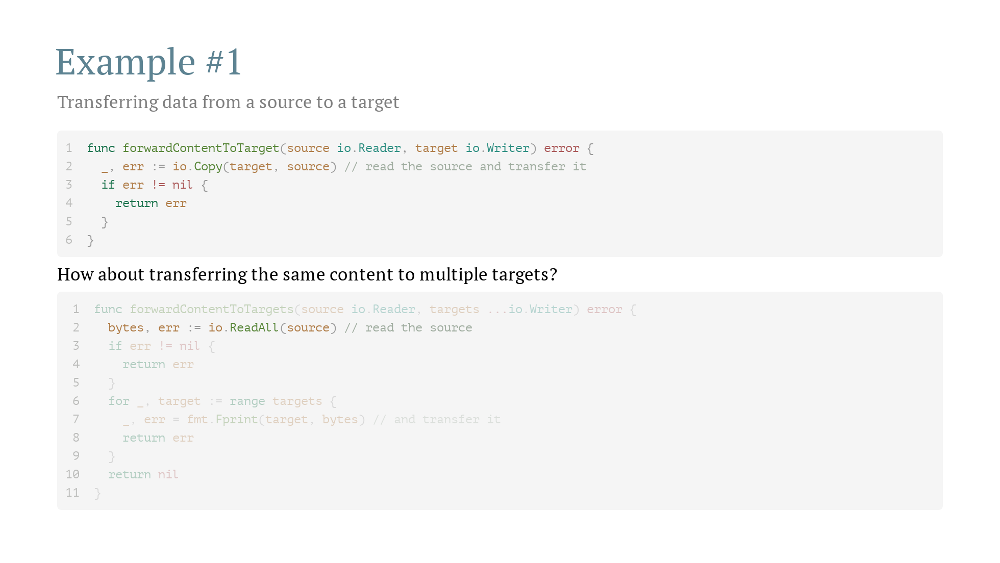 Example #1
Transferring data from a source to a target
1 func forwardContentToTarget(source io.Reader, target io.Writer) error {
2   _, err := io.Copy(target, source) // read the source and transfer it
3   if err != nil {
4     return err
5   }
6 }
How about transferring the same content to multiple targets?
1 func forwardContentToTargets(source io.Reader, targets ...io.Writer) error {
2   bytes, err := io.ReadAll(source) // read the source
3   if err != nil {
4     return err
5   }
6   for _, target := range targets {
7     _, err = fmt.Fprint(target, bytes) // and transfer it
8     return err
9   }
10   return nil
11 }